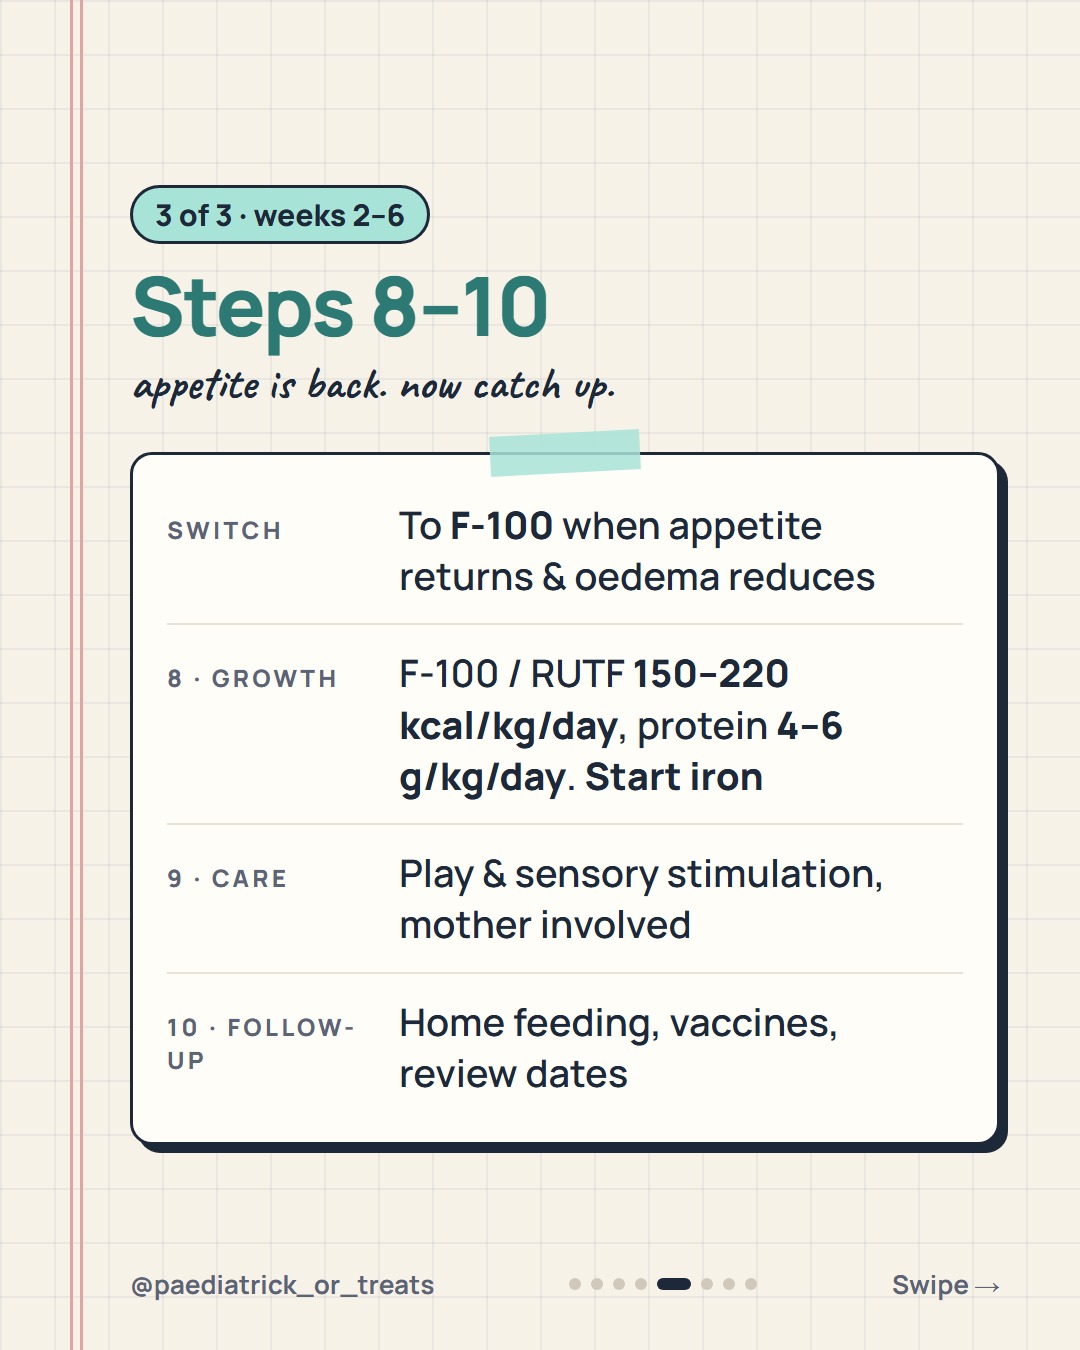 3 of 3 · weeks 2–6
Steps 8–10
appetite is back. now catch up.
SWITCH
To F-100 when appetite
returns & oedema reduces
8 · GROWTH
F-100 / RUTF 150–220
kcal/kg/day, protein 4–6
g/kg/day. Start iron
9 · CARE
Play & sensory stimulation,
mother involved
10 · FOLLOW-
UP
Home feeding, vaccines,
review dates
@paediatrick_or_treats
Swipe →